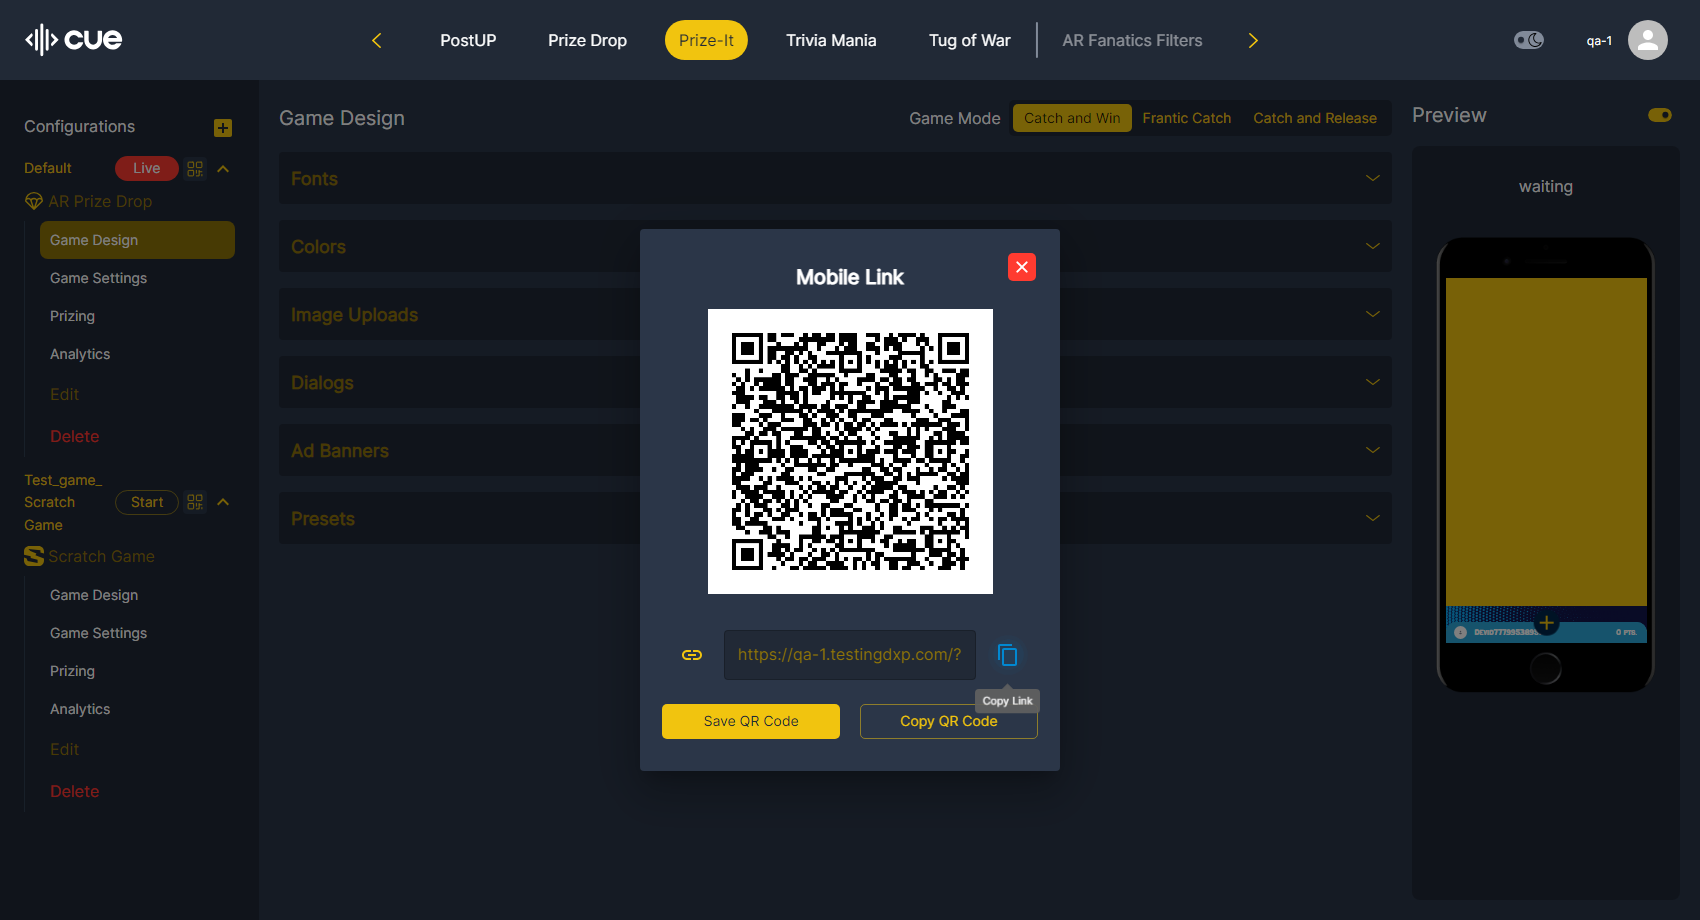 cue
PostUP
Prize Drop
Prize-It
Trivia Mania
Tug of War
AR Fanatics Filters
qa-1
Configurations
Default
Live
AR Prize Drop
Game Design
Game Settings
Prizing
Analytics
Edit
Delete
Test_game_
Scratch
Game
Start
Scratch Game
Game Design
Game Settings
Prizing
Analytics
Edit
Delete
Game Design
Game Mode
Catch and Win
Frantic Catch
Catch and Release
Fonts
Colors
Image Uploads
Dialogs
Ad Banners
Presets
Mobile Link
https://qa-1.testingdxp.com/?
Copy Link
Save QR Code
Copy QR Code
Preview
waiting
0 PTS.